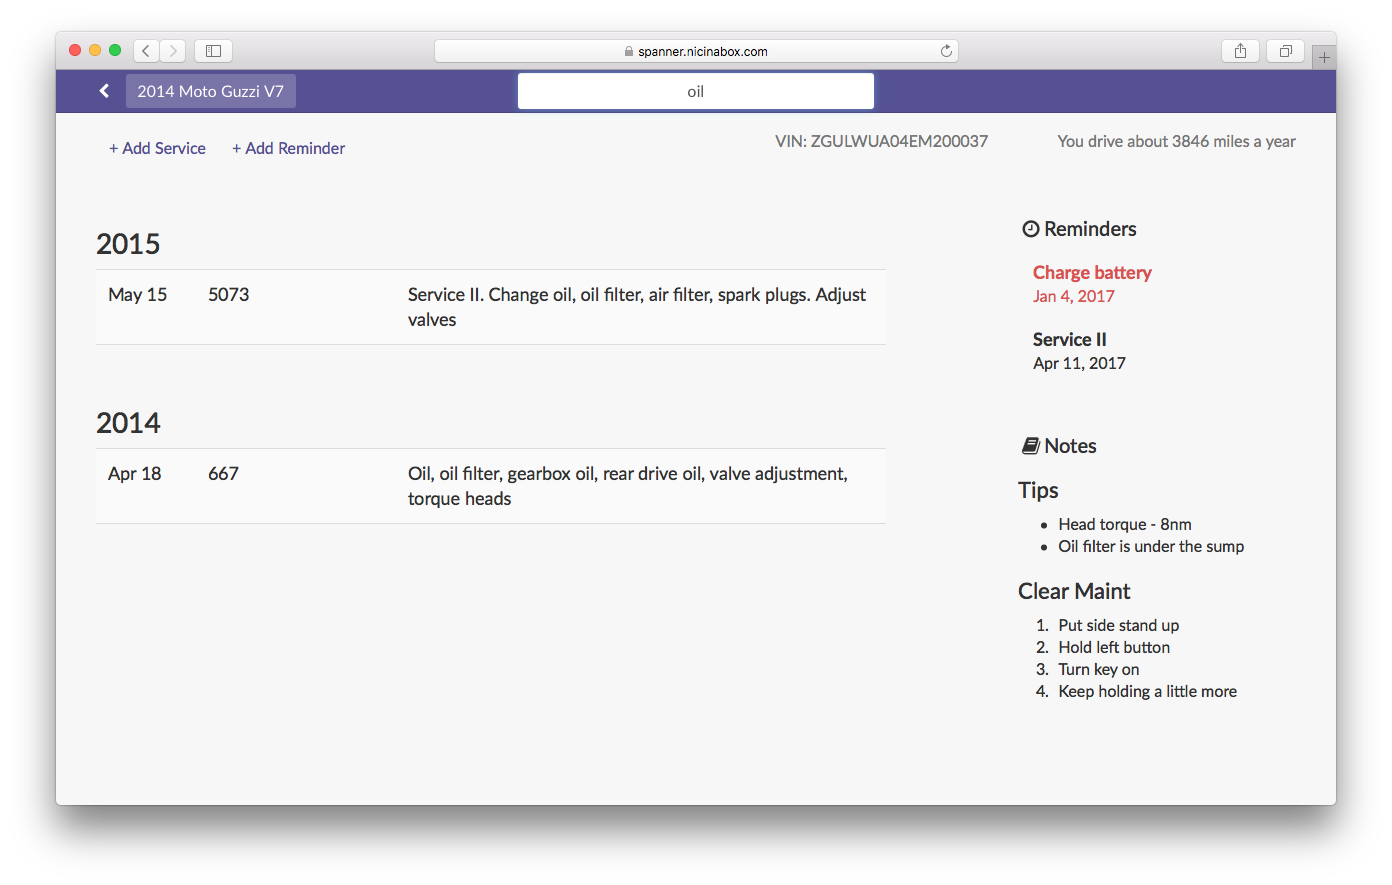 spanner.nicinabox.com
2014 Moto Guzzi V7
oil
+ Add Service
+ Add Reminder
VIN: ZGULWUA04EM200037
You drive about 3846 miles a year
2015
May 15 5073 Service II. Change oil, oil filter, air filter, spark plugs. Adjust
valves
2014
Apr 18 667 Oil, oil filter, gearbox oil, rear drive oil, valve adjustment,
torque heads
Reminders
Charge battery
Jan 4, 2017
Service II
Apr 11, 2017
Notes
Tips
• Head torque - 8nm
• Oil filter is under the sump
Clear Maint
1. Put side stand up
2. Hold left button
3. Turn key on
4. Keep holding a little more